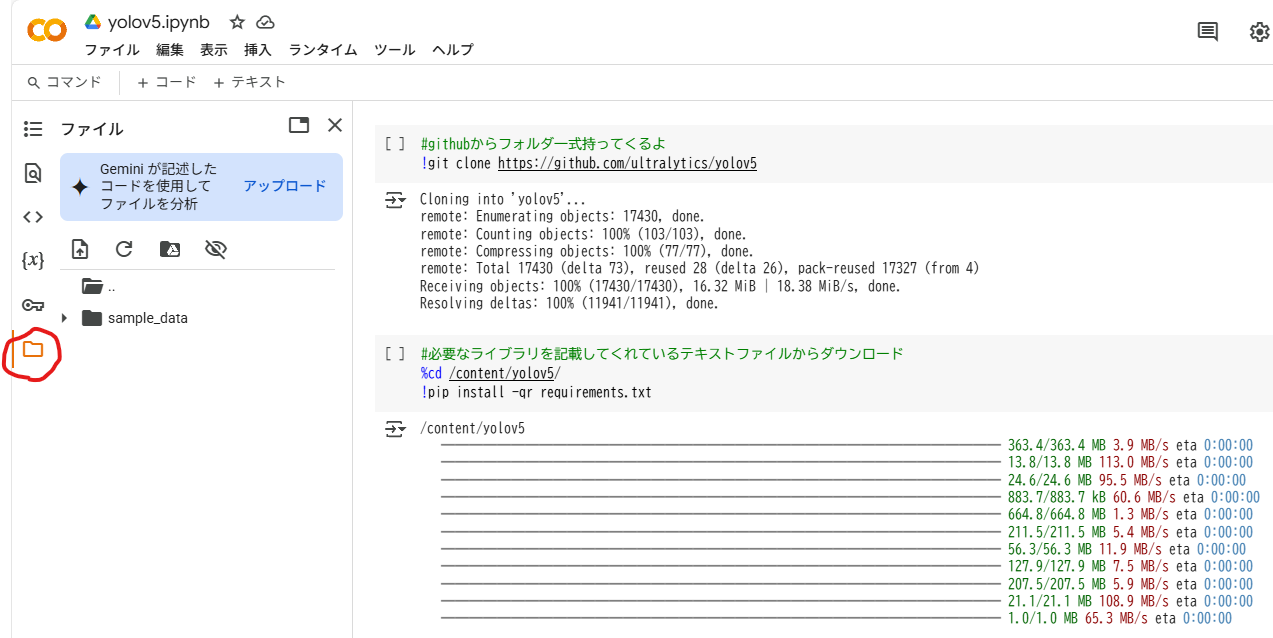 yolov5.ipynb
ファイル 編集 表示 挿入 ランタイム ツール ヘルプ
コマンド + コード + テキスト
ファイル
Gemini が記述した
コードを使用して
ファイルを分析
アップロード
{x}
..
sample_data
[ ] #githubからフォルダ一式持ってくるよ
!git clone https://github.com/ultralytics/yolov5
Cloning into 'yolov5'...
remote: Enumerating objects: 17430, done.
remote: Counting objects: 100% (103/103), done.
remote: Compressing objects: 100% (77/77), done.
remote: Total 17430 (delta 73), reused 28 (delta 26), pack-reused 17327 (from 4)
Receiving objects: 100% (17430/17430), 16.32 MiB | 18.38 MiB/s, done.
Resolving deltas: 100% (11941/11941), done.
[ ] #必要なライブラリを記載してくれているテキストファイルからダウンロード
%cd /content/yolov5/
!pip install -qr requirements.txt
/content/yolov5
363.4/363.4 MB 3.9 MB/s eta 0:00:00
13.8/13.8 MB 113.0 MB/s eta 0:00:00
24.6/24.6 MB 95.5 MB/s eta 0:00:00
883.7/883.7 kB 60.6 MB/s eta 0:00:00
664.8/664.8 MB 1.3 MB/s eta 0:00:00
211.5/211.5 MB 5.4 MB/s eta 0:00:00
56.3/56.3 MB 11.9 MB/s eta 0:00:00
127.9/127.9 MB 7.5 MB/s eta 0:00:00
207.5/207.5 MB 5.9 MB/s eta 0:00:00
21.1/21.1 MB 108.9 MB/s eta 0:00:00
1.0/1.0 MB 65.3 MB/s eta 0:00:00